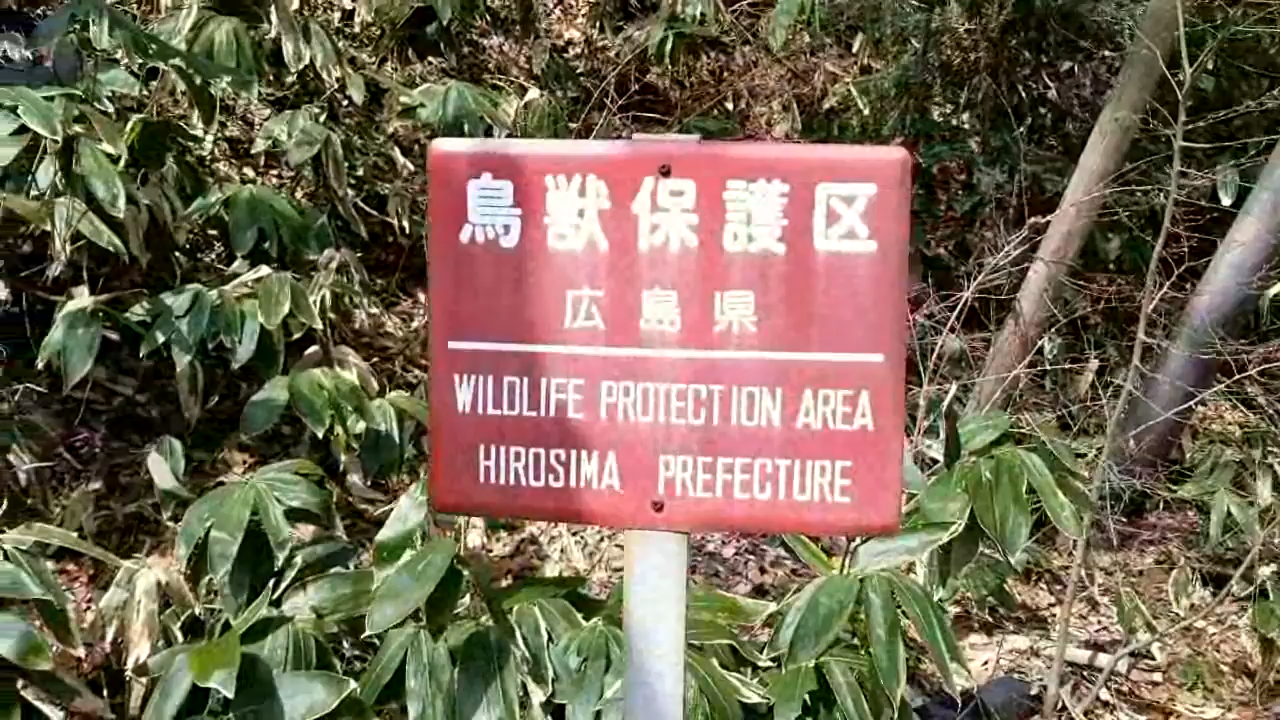 鳥獣保護区
広島県
WILDLIFE PROTECTION AREA
HIROSIMA PREFECTURE